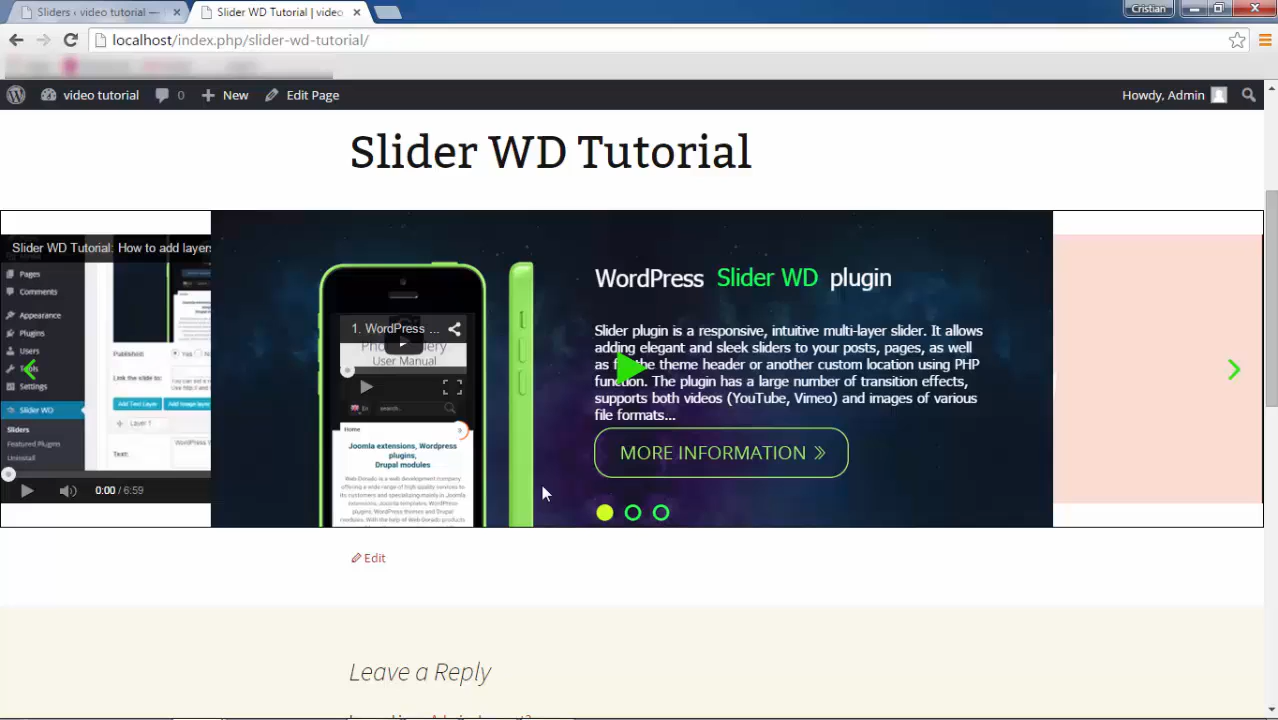 Sliders ‹ video tutorial —
Slider WD Tutorial | video
Cristian
localhost/index.php/slider-wd-tutorial/
video tutorial
0
New
Edit Page
Howdy, Admin
Slider WD Tutorial
Slider WD Tutorial: How to add layers
Pages
Comments
Appearance
Plugins
Users
Settings
Slider WD
Sliders
Featured Plugins
Uninstall
Published:
Yes
Link the slide to:
Add Text Layer
Add Image layer
Layer 1
Text:
0:00 / 6:59
1. WordPress ...
User Manual
En
search...
Home
Joomla extensions, Wordpress
plugins,
Drupal modules
WordPress Slider WD plugin
Slider plugin is a responsive, intuitive multi-layer slider. It allows
adding elegant and sleek sliders to your posts, pages, as well
as the theme header or another custom location using PHP
function. The plugin has a large number of transition effects,
supports both videos (YouTube, Vimeo) and images of various
file formats...
MORE INFORMATION
Edit
Leave a Reply